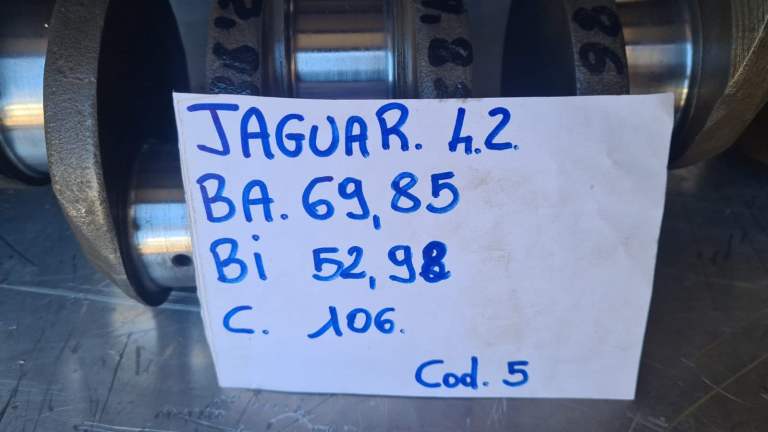 JAGUAR. 4.2.
BA. 69,85
Bi 52,98
C. 106.
Cod. 5